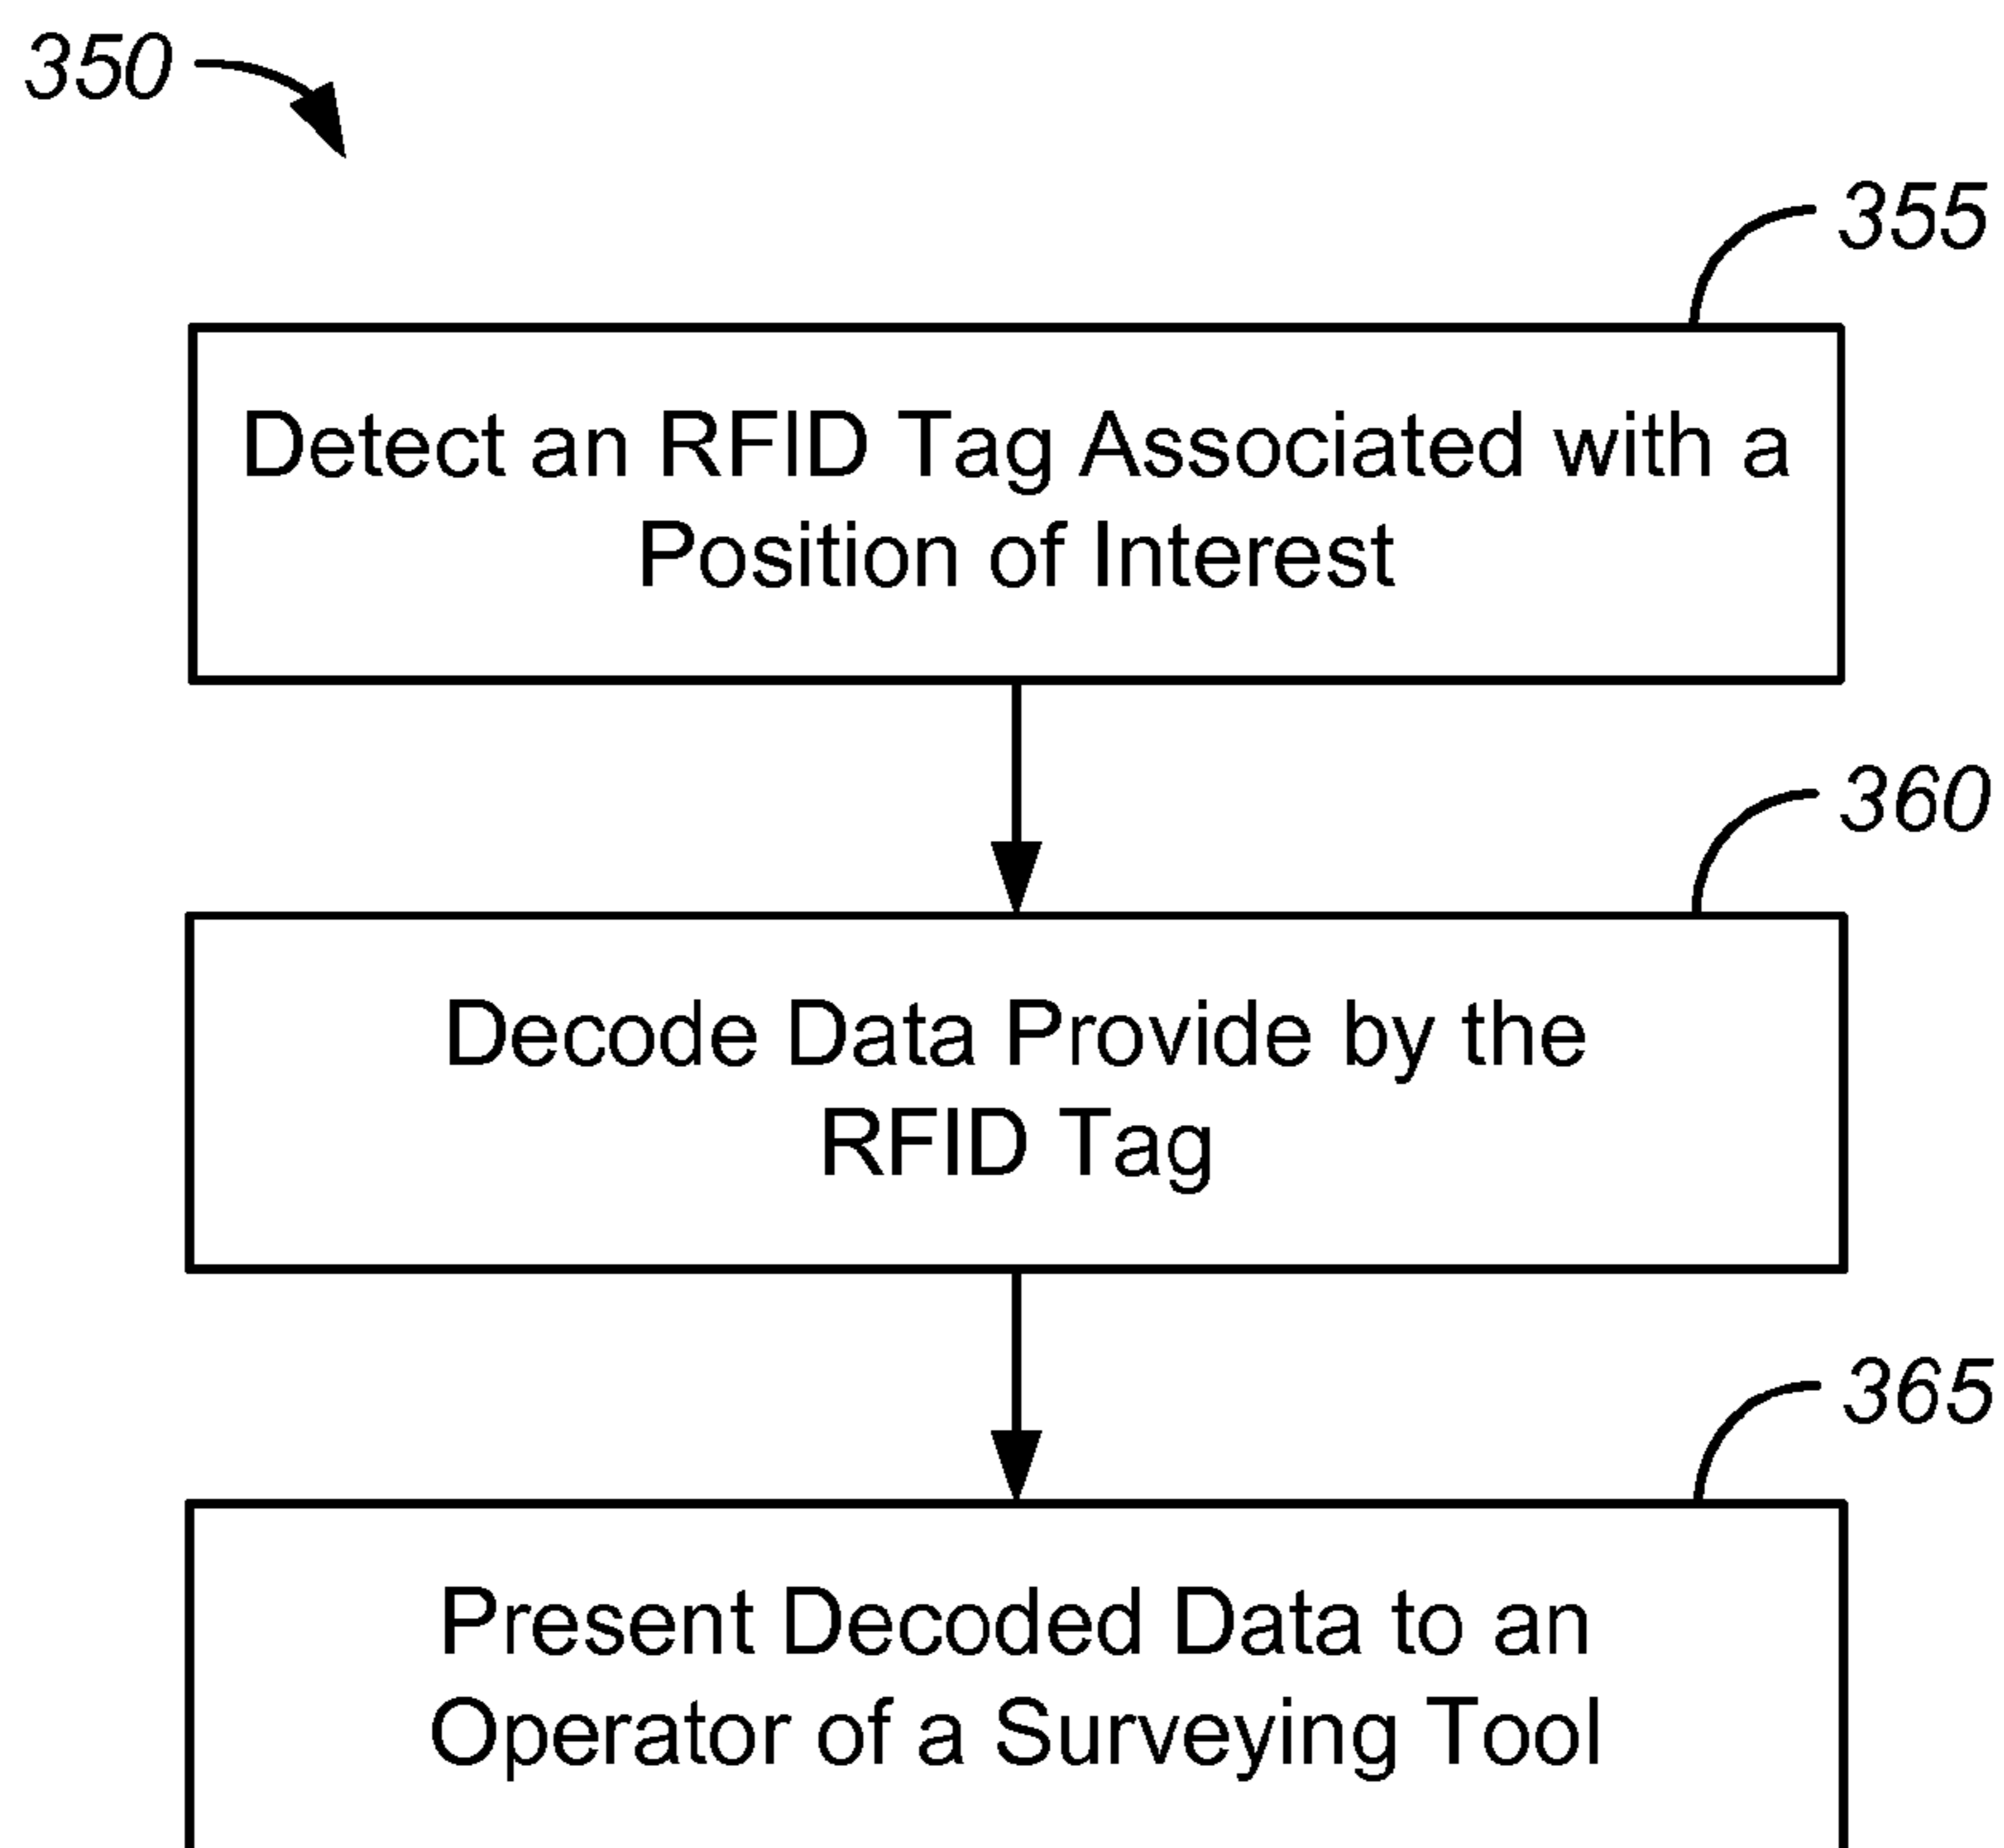 350
355
Detect an RFID Tag Associated with a
Position of Interest
360
Decode Data Provide by the
RFID Tag
365
Present Decoded Data to an
Operator of a Surveying Tool